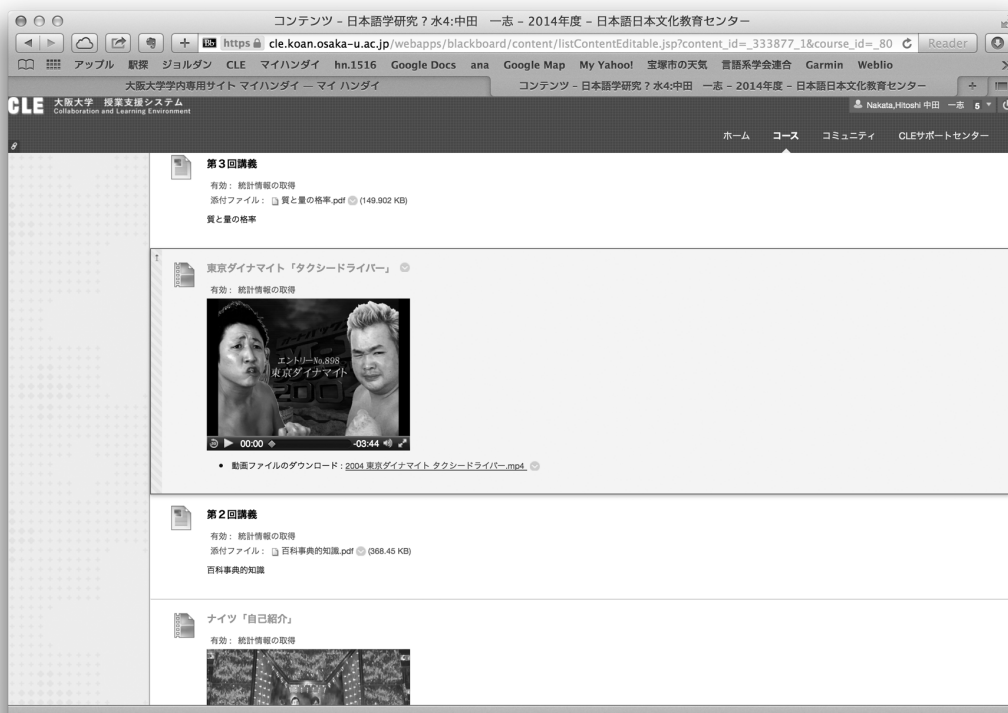 コンテンツ – 日本語学研究 ? 水4:中田　一志 – 2014年度 – 日本語日本文化教育センター
Bb https cle.koan.osaka-u.ac.jp/webapps/blackboard/content/listContentEditable.jsp?content_id=_333877_1&course_id=_80 Reader
アップル 駅探 ジョルダン CLE マイハンダイ hn.1516 Google Docs ana Google Map My Yahoo! 宝塚市の天気 言語系学会連合 Garmin Weblio
大阪大学学内専用サイト マイハンダイ — マイ ハンダイ コンテンツ – 日本語学研究 ? 水4:中田　一志 – 2014年度 – 日本語日本文化教育センター
CLE 大阪大学　授業支援システム
Collaboration and Learning Environment
Nakata,Hitoshi 中田　一志 5
ホーム コース コミュニティ CLEサポートセンター
第３回講義
有効： 統計情報の取得
添付ファイル： 質と量の格率.pdf (149.902 KB)
質と量の格率
東京ダイナマイト「タクシードライバー」
有効： 統計情報の取得
エントリーNo.898
東京ダイナマイト
00:00 -03:44
• 動画ファイルのダウンロード : 2004 東京ダイナマイト タクシードライバー.mp4
第２回講義
有効： 統計情報の取得
添付ファイル： 百科事典的知識.pdf (368.45 KB)
百科事典的知識
ナイツ「自己紹介」
有効： 統計情報の取得